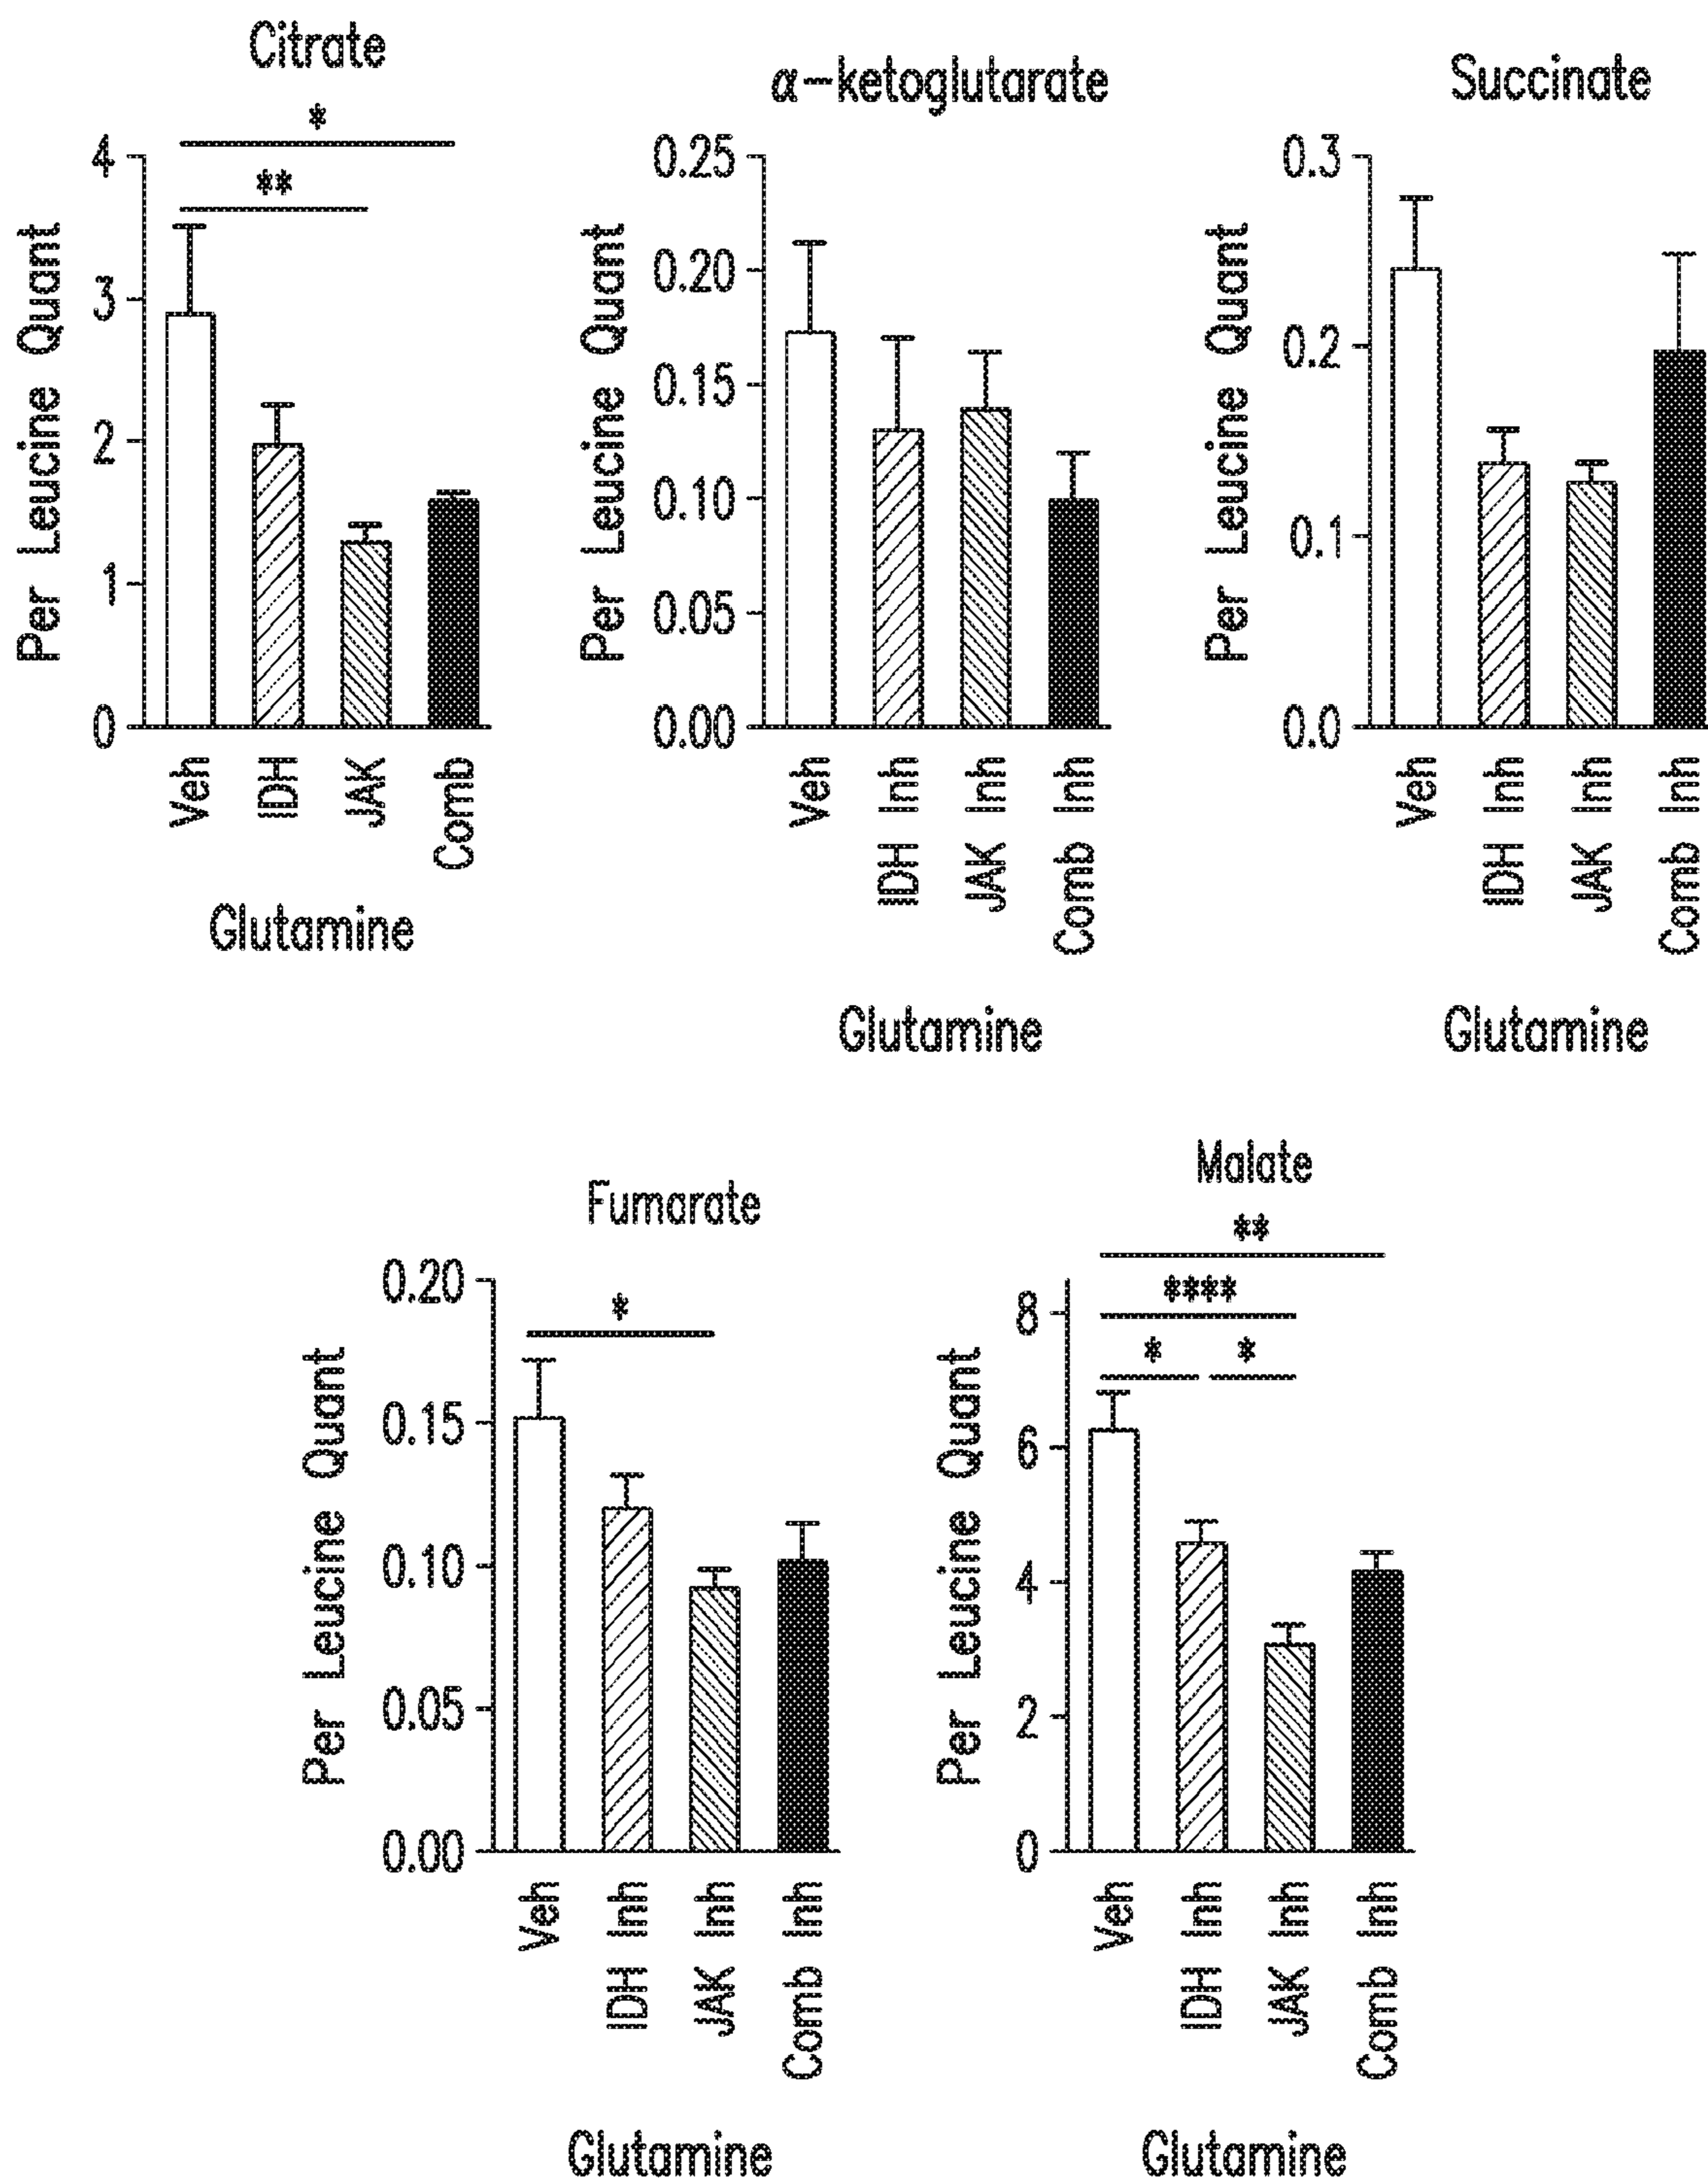 Citrate
*
**
Per Leucine Quant
4
3
2
1
0
Veh
IDH
JAK
Comb
Glutamine
α-ketoglutarate
Per Leucine Quant
0.25
0.20
0.15
0.10
0.05
0.00
Veh
IDH Inh
JAK Inh
Comb Inh
Glutamine
Succinate
Per Leucine Quant
0.3
0.2
0.1
0.0
Veh
IDH Inh
JAK Inh
Comb Inh
Glutamine
Fumarate
*
Per Leucine Quant
0.20
0.15
0.10
0.05
0.00
Veh
IDH Inh
JAK Inh
Comb Inh
Glutamine
Malate
**
****
* *
Per Leucine Quant
8
6
4
2
0
Veh
IDH Inh
JAK Inh
Comb Inh
Glutamine